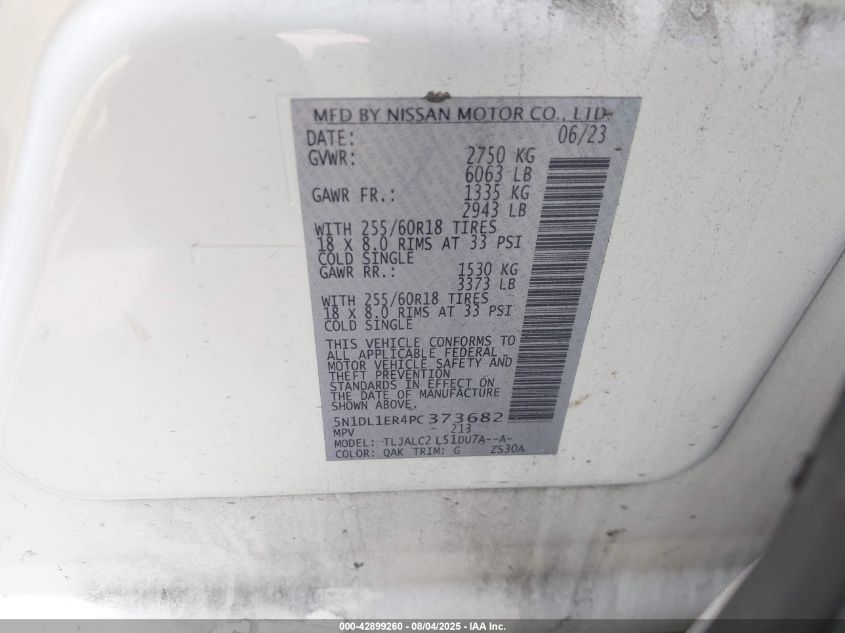 MFD BY NISSAN MOTOR CO., LTD.
DATE: 06/23
GVWR: 2750 KG
6063 LB
GAWR FR.: 1335 KG
2943 LB
WITH 255/60R18 TIRES
18 X 8.0 RIMS AT 33 PSI
COLD SINGLE
GAWR RR.: 1530 KG
3373 LB
WITH 255/60R18 TIRES
18 X 8.0 RIMS AT 33 PSI
COLD SINGLE
THIS VEHICLE CONFORMS TO
ALL APPLICABLE FEDERAL
MOTOR VEHICLE SAFETY AND
THEFT PREVENTION
STANDARDS IN EFFECT ON
THE DATE OF MANUFACTURE
SHOWN ABOVE.
5N1DL1ER4PC373682
MPV - 213
MODEL: TLJALC2 L51DU7A--A-
COLOR: QAK TRIM: G Z530A
000-42899260 - 08/04/2025 - IAA Inc.